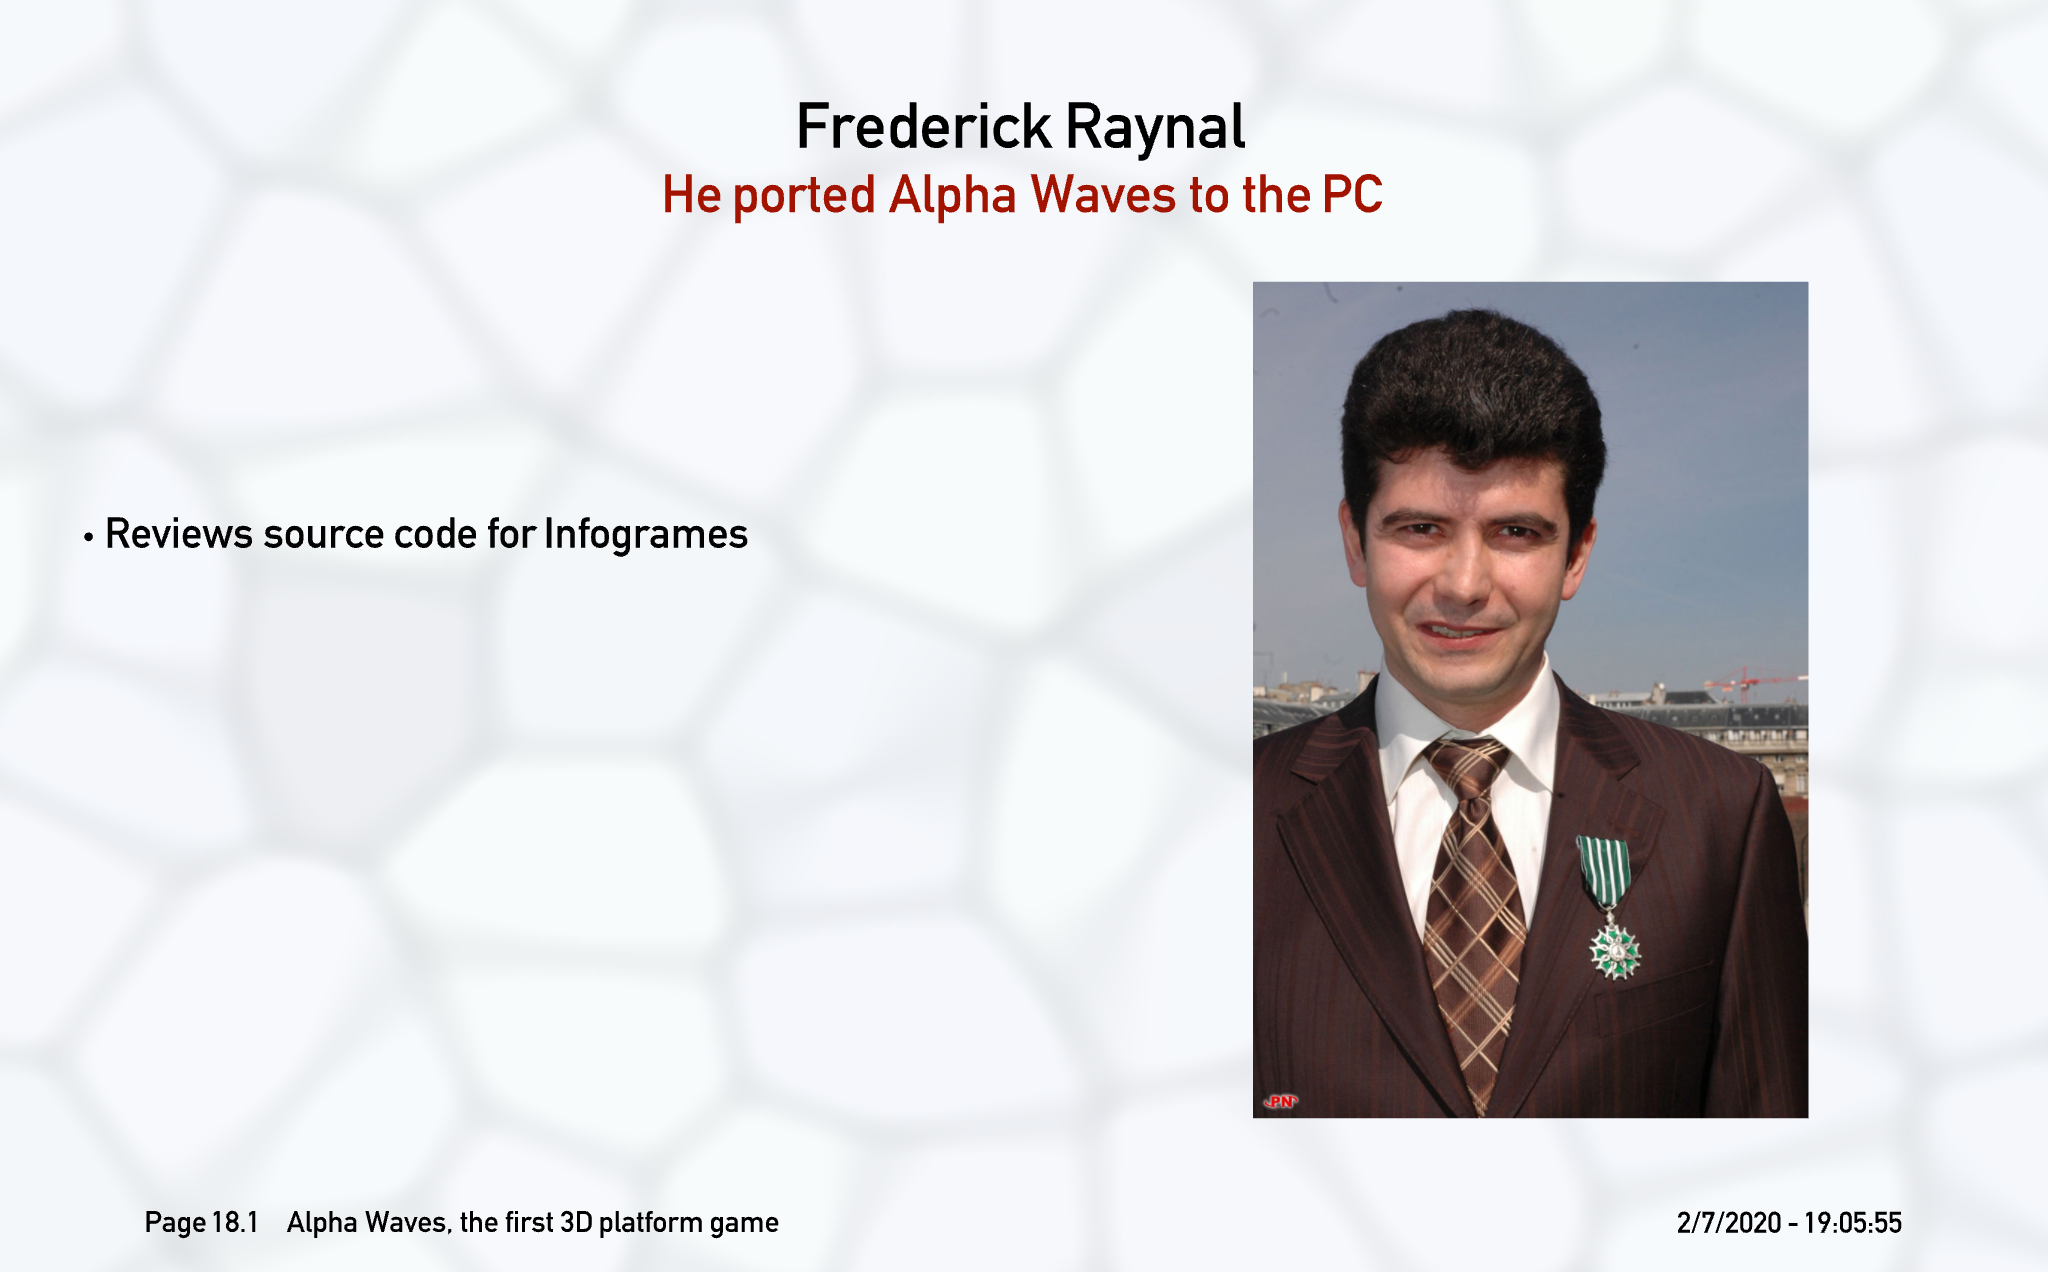 Frederick Raynal
He ported Alpha Waves to the PC
• Reviews source code for Infogrames
PN
Page 18.1 Alpha Waves, the first 3D platform game
2/7/2020 - 19:05:55